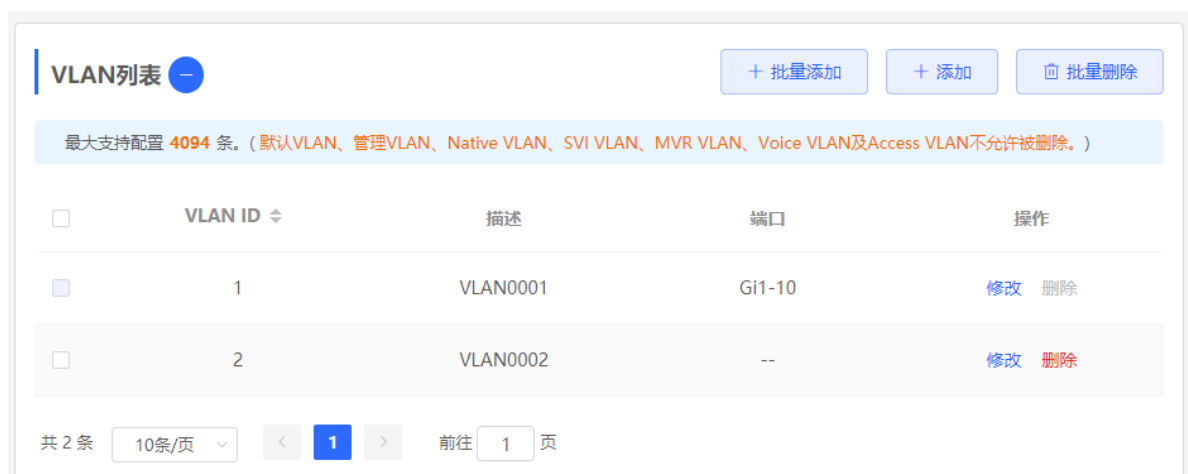 VLAN列表
+ 批量添加
+ 添加
批量删除
最大支持配置 4094 条。( 默认VLAN、管理VLAN、Native VLAN、SVI VLAN、MVR VLAN、Voice VLAN及Access VLAN不允许被删除。)
VLAN ID 描述 端口 操作
1 VLAN0001 Gi1-10 修改 删除
2 VLAN0002 -- 修改 删除
共 2 条 10条/页 < 1 > 前往 1 页